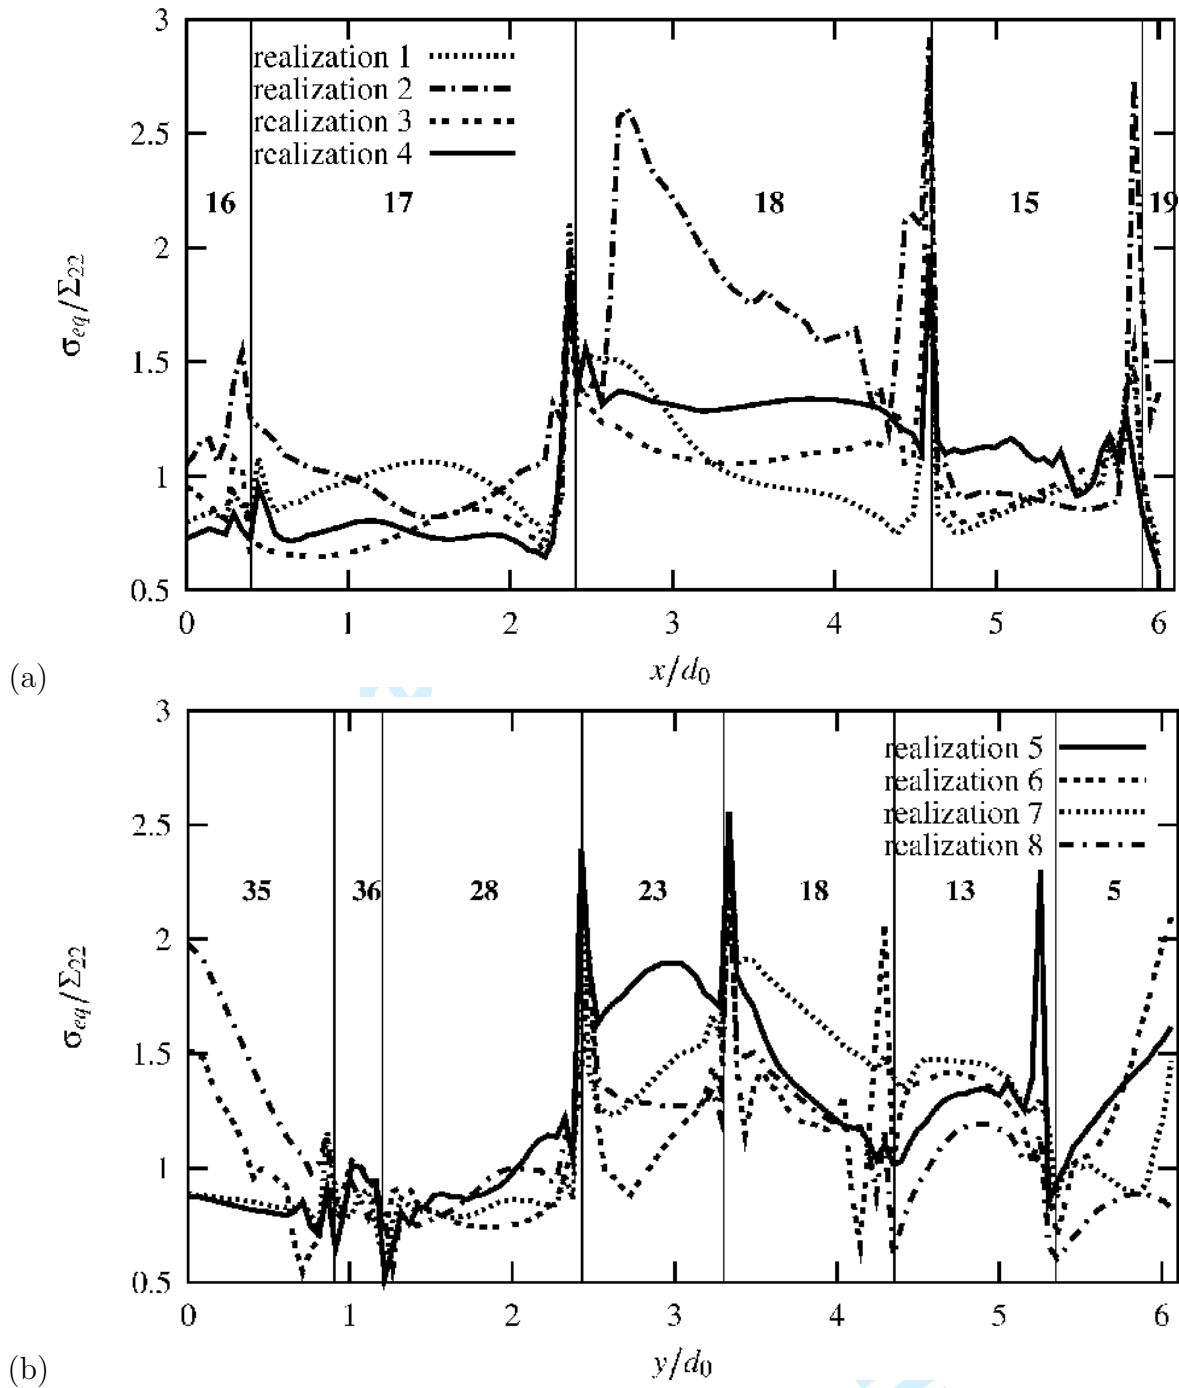 3
realization 1
realization 2
2.5
realization 3
realization 4
16 17 18 15 19
2
σeq/Σ22
1.5
1
0.5
0 1 2 3 4 5 6
x/d0
(a)
3
realization 5
realization 6
2.5
realization 7
realization 8
35 36 28 23 18 13 5
2
σeq/Σ22
1.5
1
0.5
0 1 2 3 4 5 6
y/d0
(b)